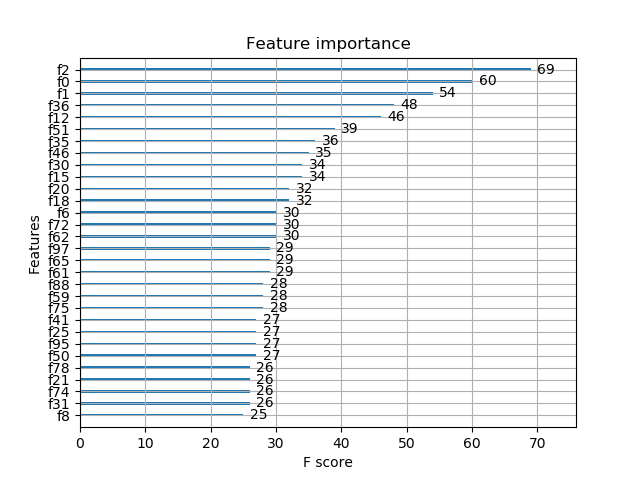 Feature importance
f2 69
f0 60
f1 54
f36 48
f12 46
f51 39
f35 36
f46 35
f30 34
f15 34
f20 32
f18 32
f6 30
f72 30
f62 30
f97 29
f65 29
f61 29
f88 28
f59 28
f75 28
f41 27
f25 27
f95 27
f50 27
f78 26
f21 26
f74 26
f31 26
f8 25
Features
0 10 20 30 40 50 60 70
F score